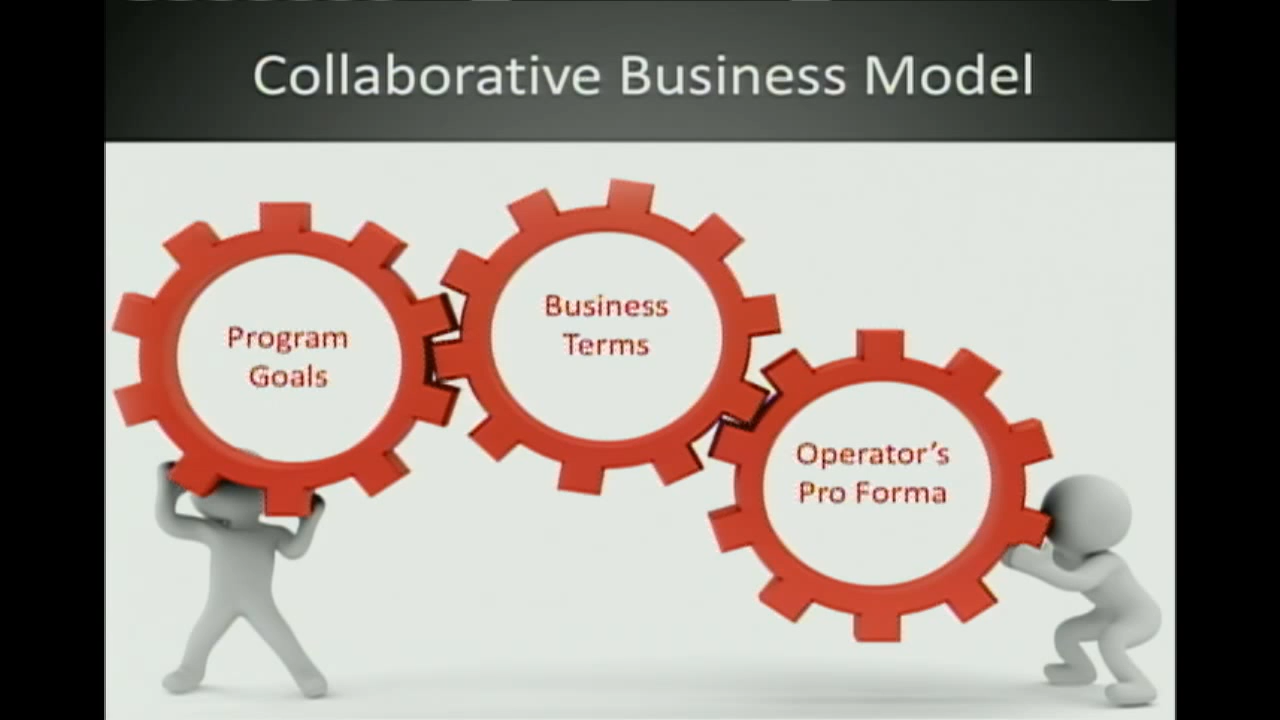 Collaborative Business Model
Program
Goals
Business
Terms
Operator's
Pro Forma